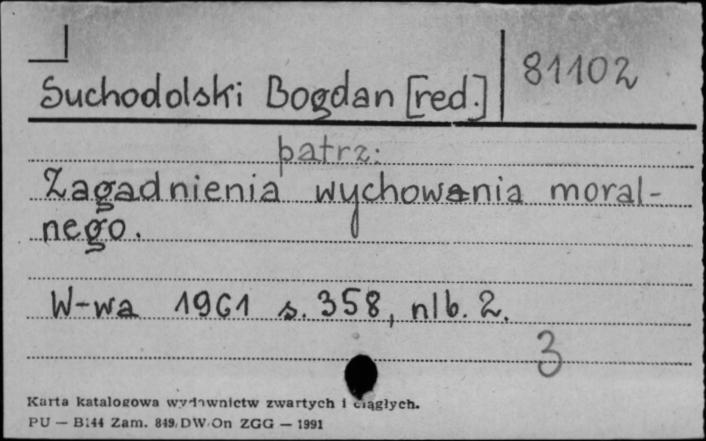 81102
Suchodolski Bogdan [red.]
patrz:
Zagadnienia wychowania moral-
nego.
W-wa 1961 s. 358, nlb. 2.
3
Karta katalogowa wydawnictw zwartych i ciągłych.
PU — B144 Zam. 849/DW/On ZGG — 1991